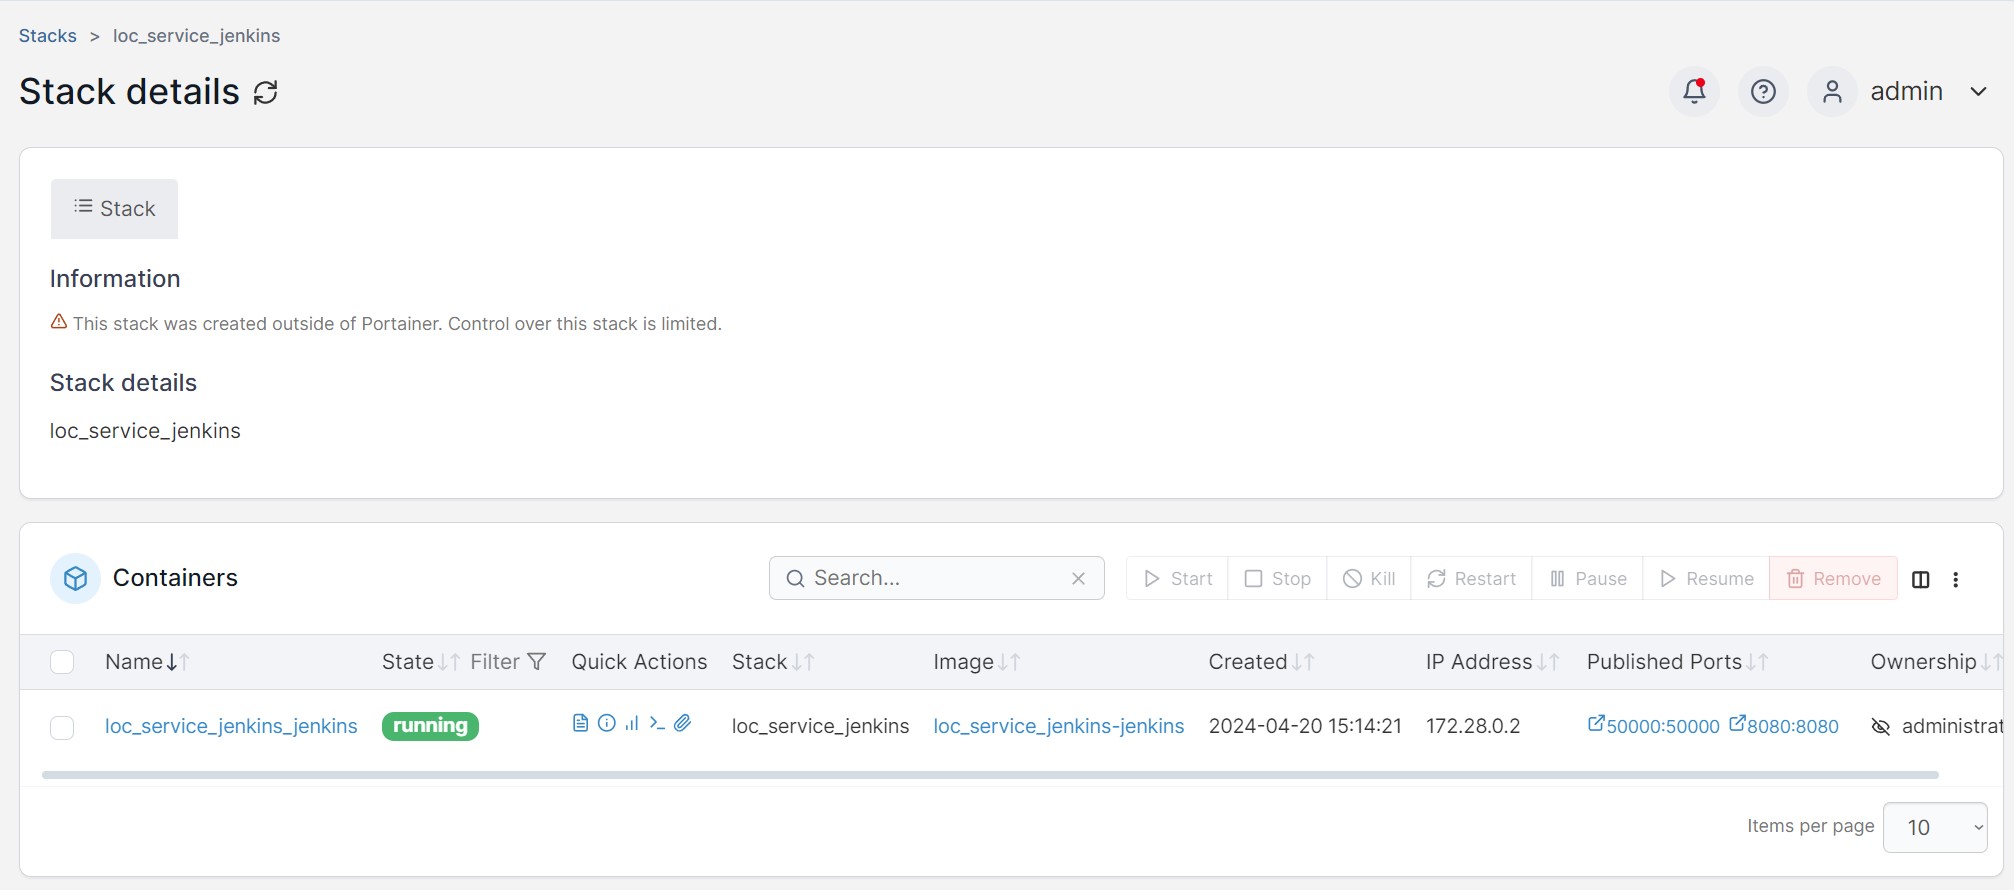 Stacks > loc_service_jenkins
Stack details
admin
Stack
Information
This stack was created outside of Portainer. Control over this stack is limited.
Stack details
loc_service_jenkins
Containers
Search...
Start Stop Kill Restart Pause Resume Remove
Name State Filter Quick Actions Stack Image Created IP Address Published Ports Ownership
loc_service_jenkins_jenkins running loc_service_jenkins loc_service_jenkins-jenkins 2024-04-20 15:14:21 172.28.0.2 50000:50000 8080:8080 administrat
Items per page 10